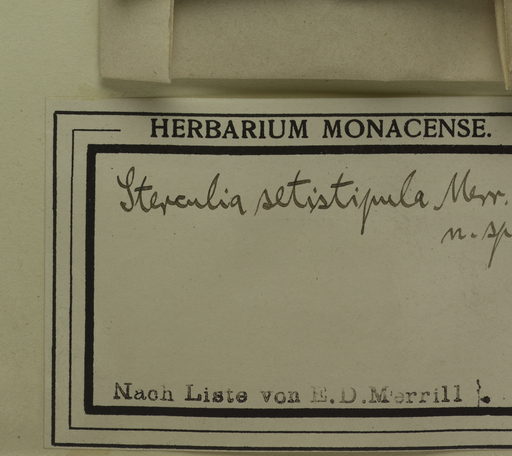 HERBARIUM MONACENSE.
Sterculia setistipula Merr.
n. sp
Nach Liste von E.D.Merrill